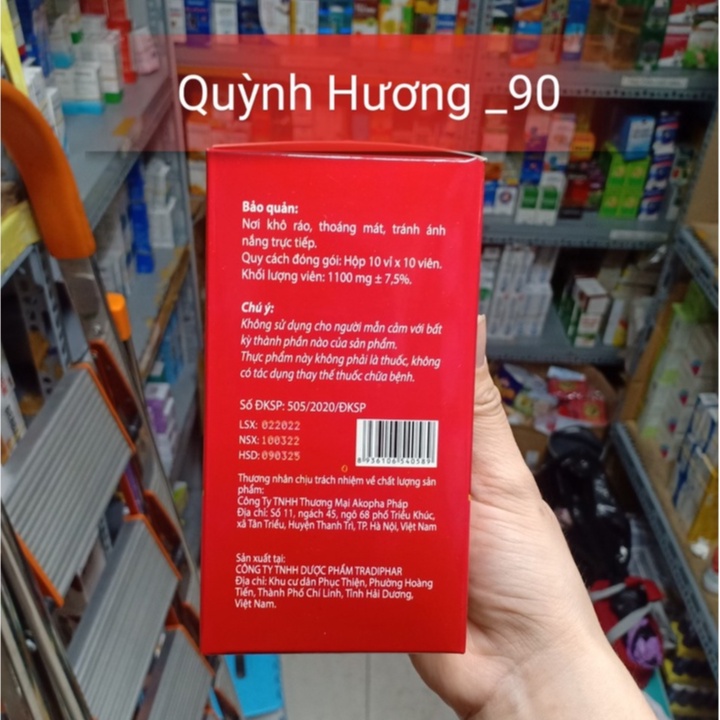 Quỳnh Hương _90
Bảo quản:
Nơi khô ráo, thoáng mát, tránh ánh
nắng trực tiếp.
Quy cách đóng gói: Hộp 10 vỉ x 10 viên.
Khối lượng viên: 1100 mg ± 7,5%.
Chú ý:
Không sử dụng cho người mẫn cảm với bất
kỳ thành phần nào của sản phẩm.
Thực phẩm này không phải là thuốc, không
có tác dụng thay thế thuốc chữa bệnh.
Số ĐKSP: 505/2020/ĐKSP
LSX: 022022
NSX: 100322
HSD: 090325
8 936106 540589
Thương nhân chịu trách nhiệm về chất lượng sản
phẩm:
Công Ty TNHH Thương Mại Akopha Pháp
Địa chỉ: Số 11, ngách 45, ngõ 68 phố Triều Khúc,
xã Tân Triều, Huyện Thanh Trì, TP. Hà Nội, Việt Nam
Sản xuất tại:
CÔNG TY TNHH DƯỢC PHẨM TRADIPHAR
Địa chỉ: Khu cư dân Phục Thiện, Phường Hoàng
Tiến, Thành Phố Chí Linh, Tỉnh Hải Dương,
Việt Nam.